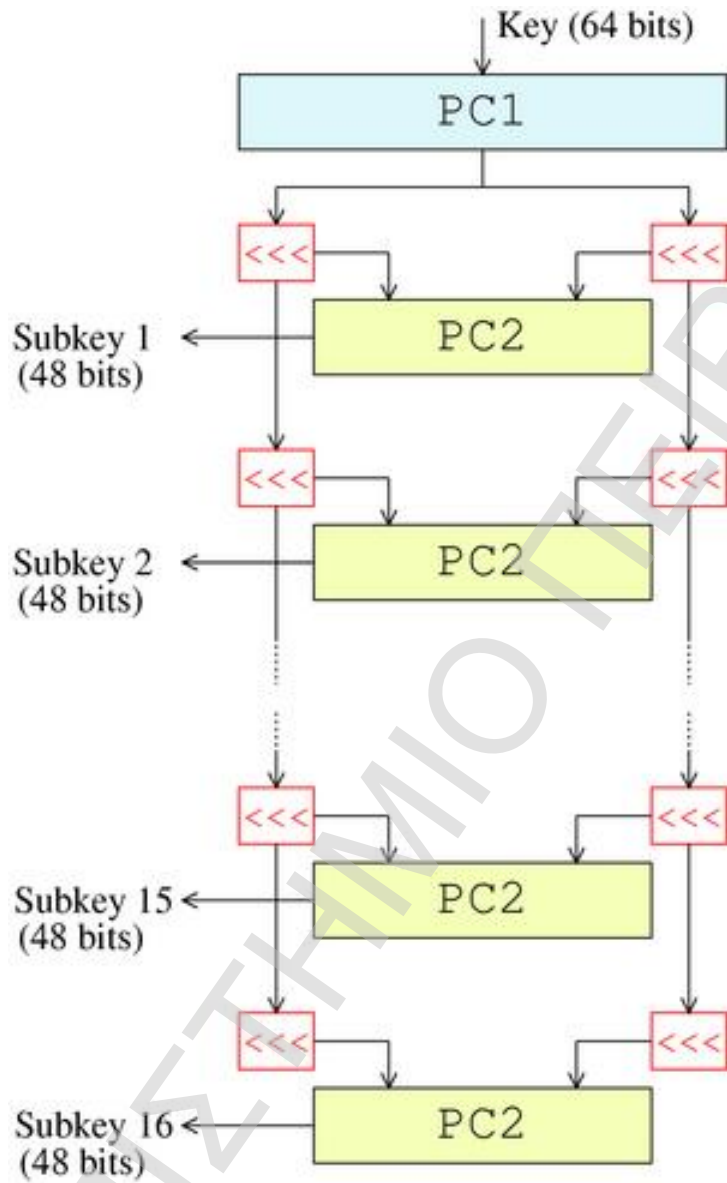 Key (64 bits)
PC1
<<< <<<
Subkey 1
(48 bits)
PC2
<<< <<<
Subkey 2
(48 bits)
PC2
<<< <<<
Subkey 15
(48 bits)
PC2
<<< <<<
Subkey 16
(48 bits)
PC2